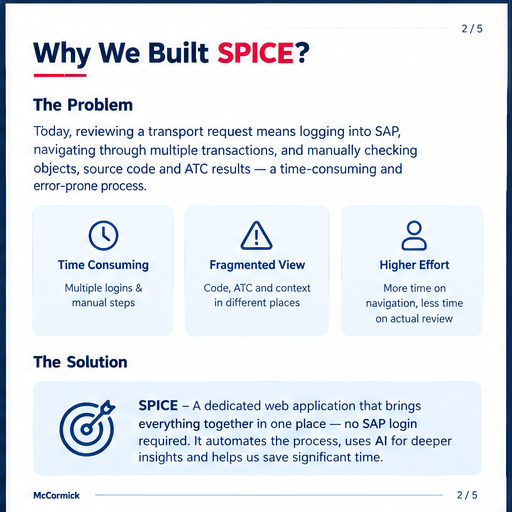 2 / 5
Why We Built SPICE?
The Problem
Today, reviewing a transport request means logging into SAP,
navigating through multiple transactions, and manually checking
objects, source code and ATC results — a time-consuming and
error-prone process.
Time Consuming
Multiple logins &
manual steps
Fragmented View
Code, ATC and context
in different places
Higher Effort
More time on
navigation, less time
on actual review
The Solution
SPICE – A dedicated web application that brings
everything together in one place — no SAP login
required. It automates the process, uses AI for deeper
insights and helps us save significant time.
McCormick
2 / 5